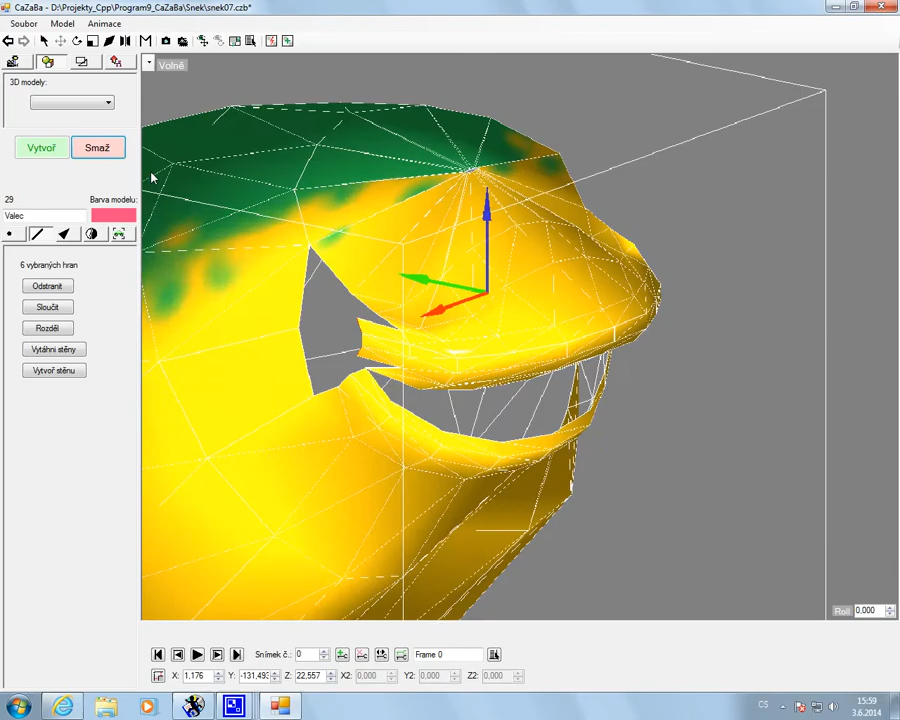 CaZaBa - D:\Projekty_Cpp\Program9_CaZaBa\Snek\snek07.czb*
Soubor Model Animace
Volně
3D modely:
Vytvoř Smaž
29 Barva modelu:
Valec
6 vybraných hran
Odstranit
Sloučit
Rozděl
Vytáhni stěny
Vytvoř stěnu
Roll 0,000
Snímek č.: 0 Frame 0
X: 1,176 Y: -131,493 Z: 22,557 X2: 0,000 Y2: 0,000 Z2: 0,000
CS 15:59
3.6.2014